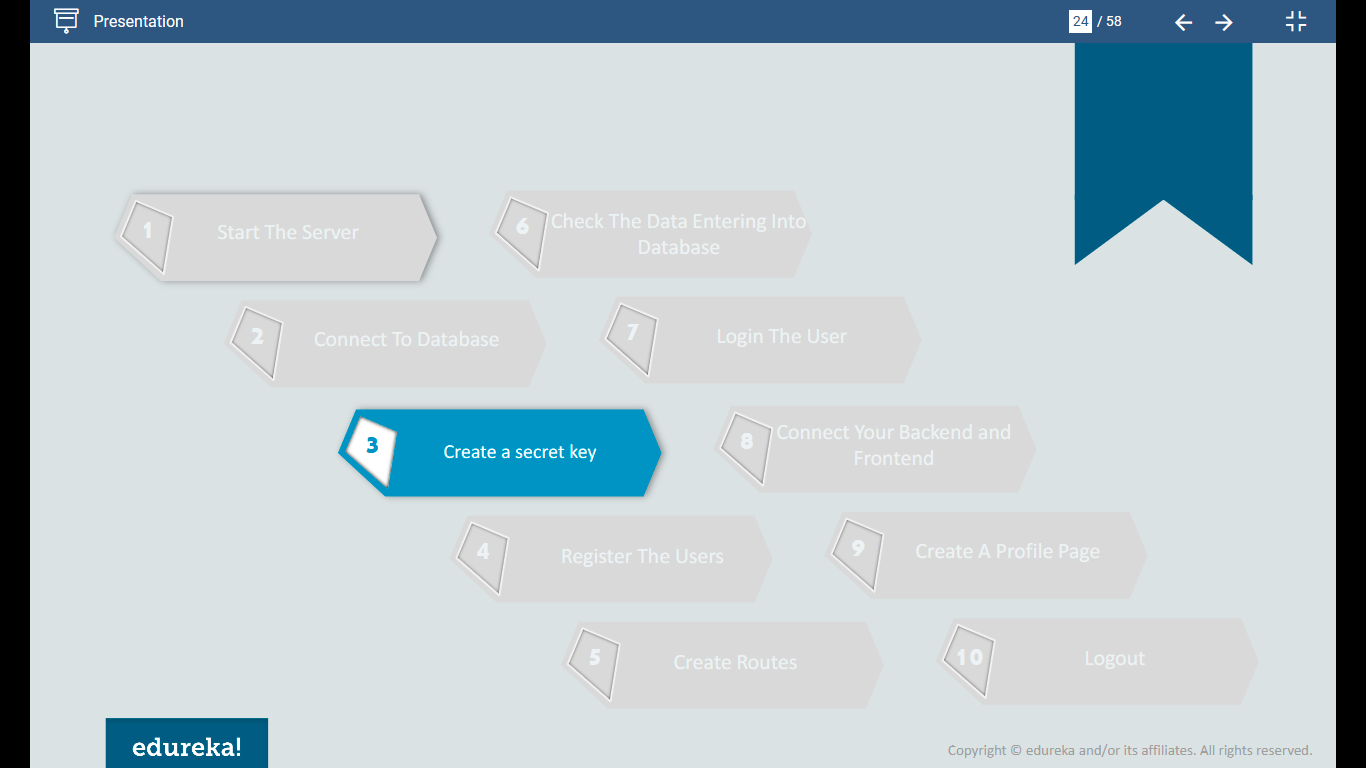 Presentation
24 / 58
1
Start The Server
2
Connect To Database
3
Create a secret key
4
Register The Users
5
Create Routes
6
Check The Data Entering Into
Database
7
Login The User
8
Connect Your Backend and
Frontend
9
Create A Profile Page
10
Logout
edureka!
Copyright © edureka and/or its affiliates. All rights reserved.